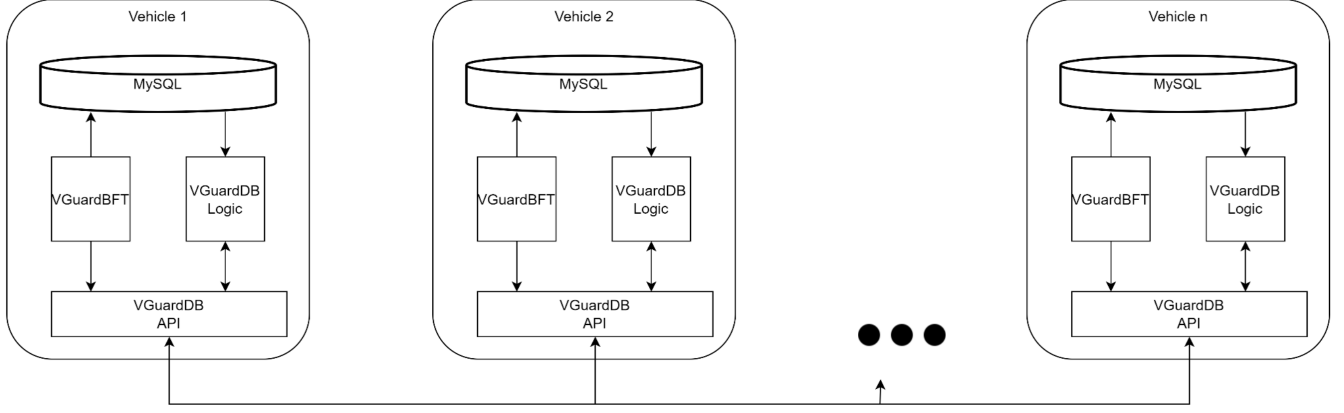 Vehicle 1
MySQL
VGuardBFT
VGuardDB
Logic
VGuardDB
API
Vehicle 2
MySQL
VGuardBFT
VGuardDB
Logic
VGuardDB
API
Vehicle n
MySQL
VGuardBFT
VGuardDB
Logic
VGuardDB
API